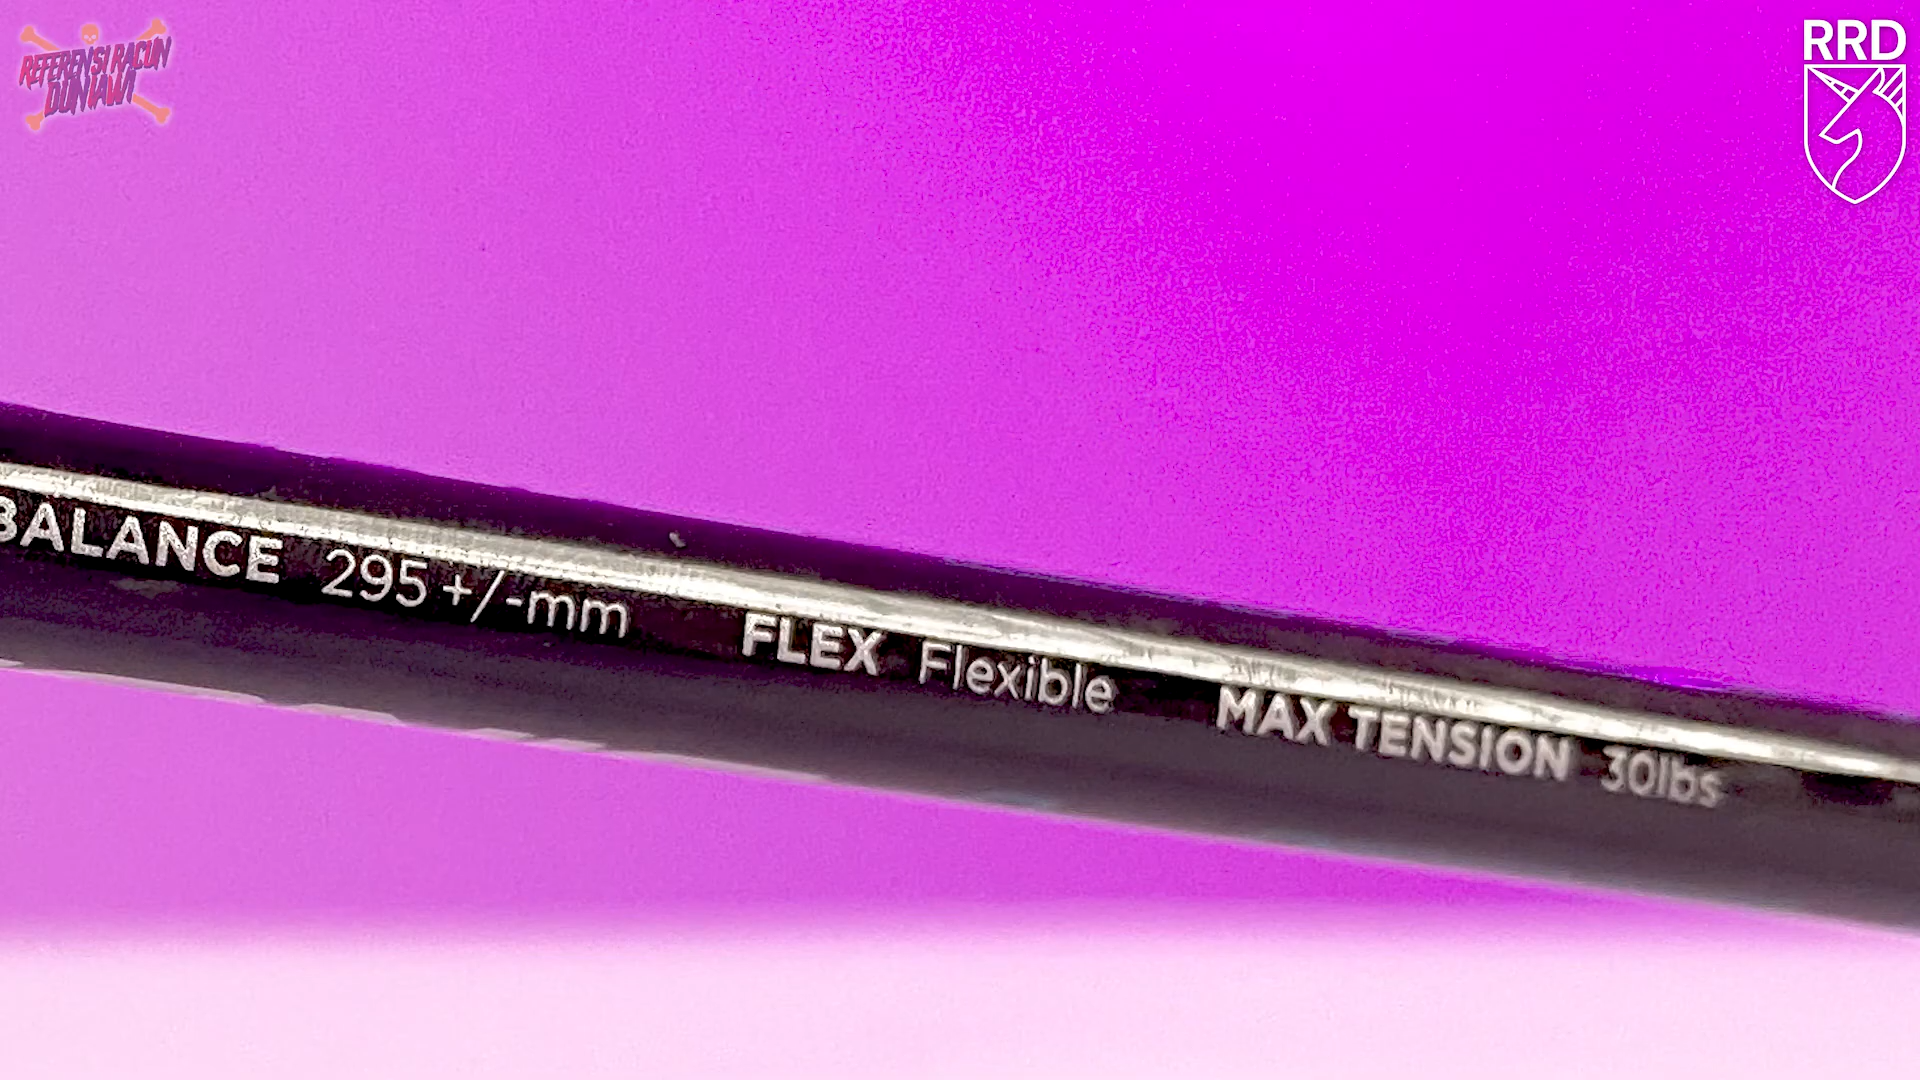 REFERENSI RACUN
DUNIAWI
RRD
BALANCE 295 +/-mm FLEX Flexible MAX TENSION 30lbs